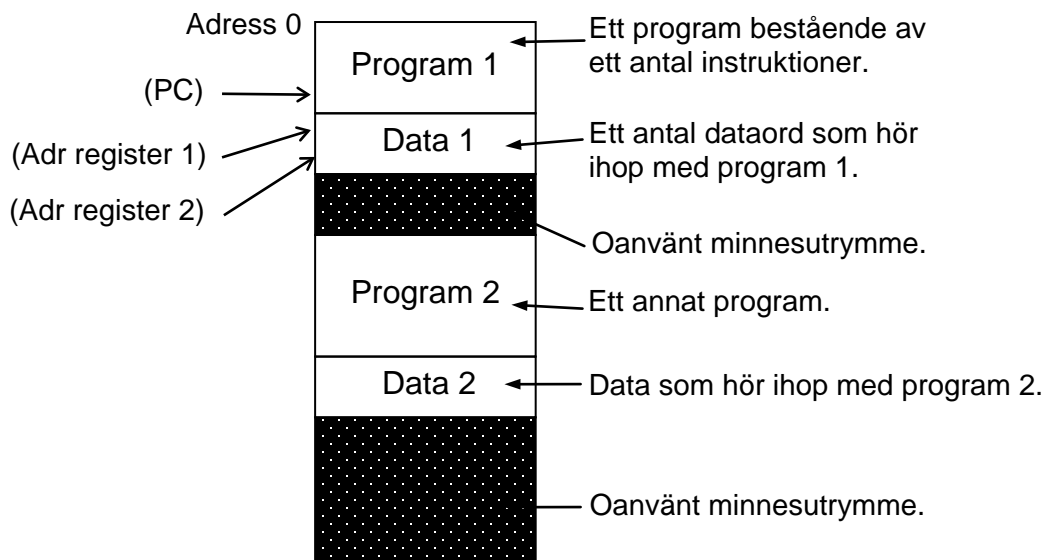 Adress 0
Ett program bestående av
ett antal instruktioner.
Program 1
(PC)
Ett antal dataord som hör
ihop med program 1.
Data 1
(Adr register 1)
(Adr register 2)
Oanvänt minnesutrymme.
Program 2
Ett annat program.
Data 2
Data som hör ihop med program 2.
Oanvänt minnesutrymme.